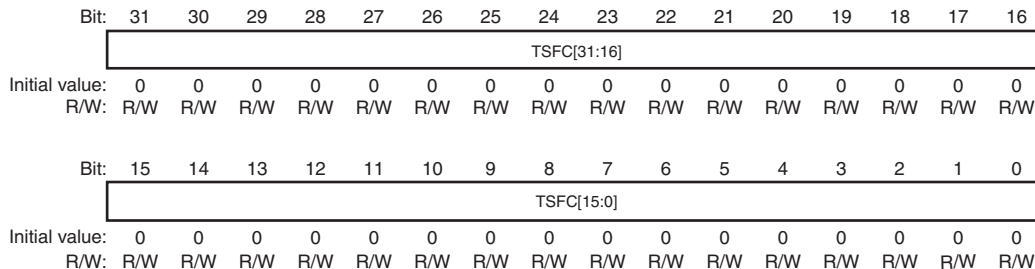 Bit: 31 30 29 28 27 26 25 24 23 22 21 20 19 18 17 16
TSFC[31:16]
Initial value: 0 0 0 0 0 0 0 0 0 0 0 0 0 0 0 0
R/W: R/W R/W R/W R/W R/W R/W R/W R/W R/W R/W R/W R/W R/W R/W R/W R/W
Bit: 15 14 13 12 11 10 9 8 7 6 5 4 3 2 1 0
TSFC[15:0]
Initial value: 0 0 0 0 0 0 0 0 0 0 0 0 0 0 0 0
R/W: R/W R/W R/W R/W R/W R/W R/W R/W R/W R/W R/W R/W R/W R/W R/W R/W